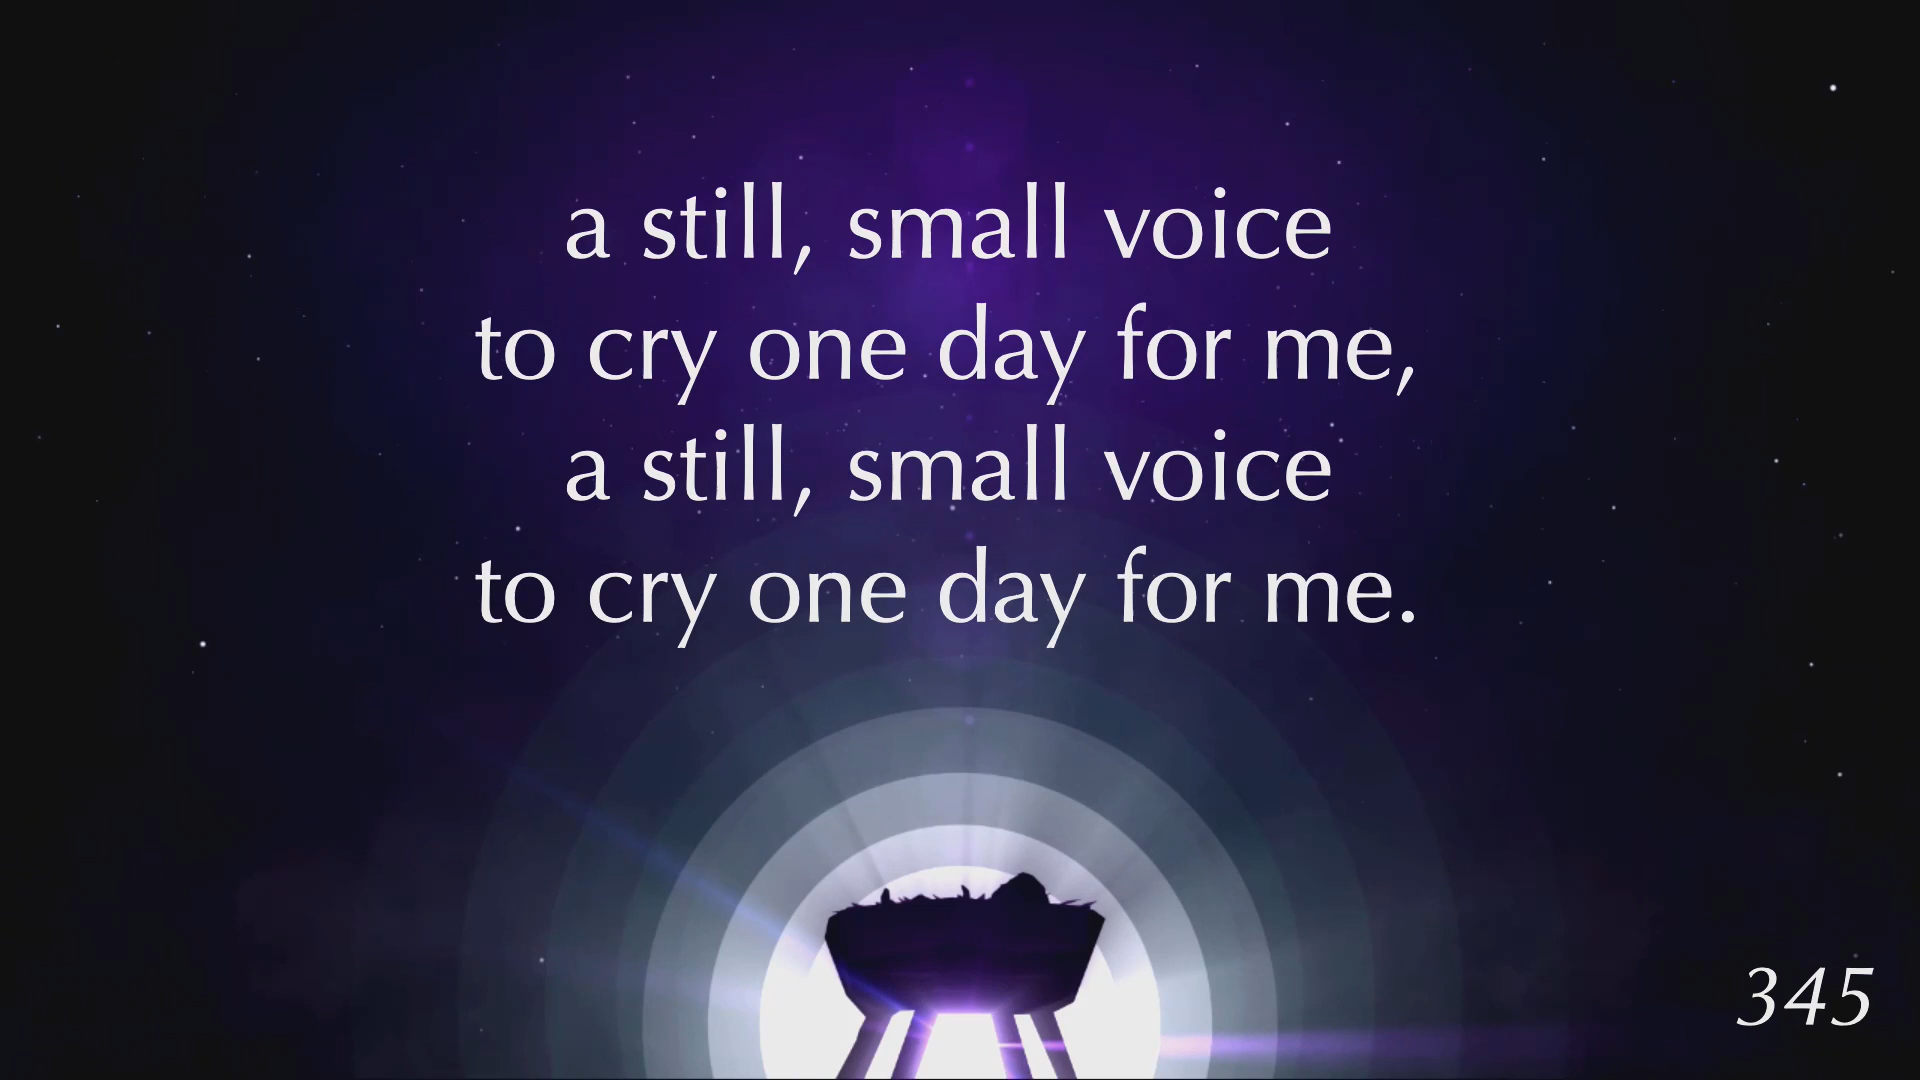 a still, small voice
to cry one day for me,
a still, small voice
to cry one day for me.
345